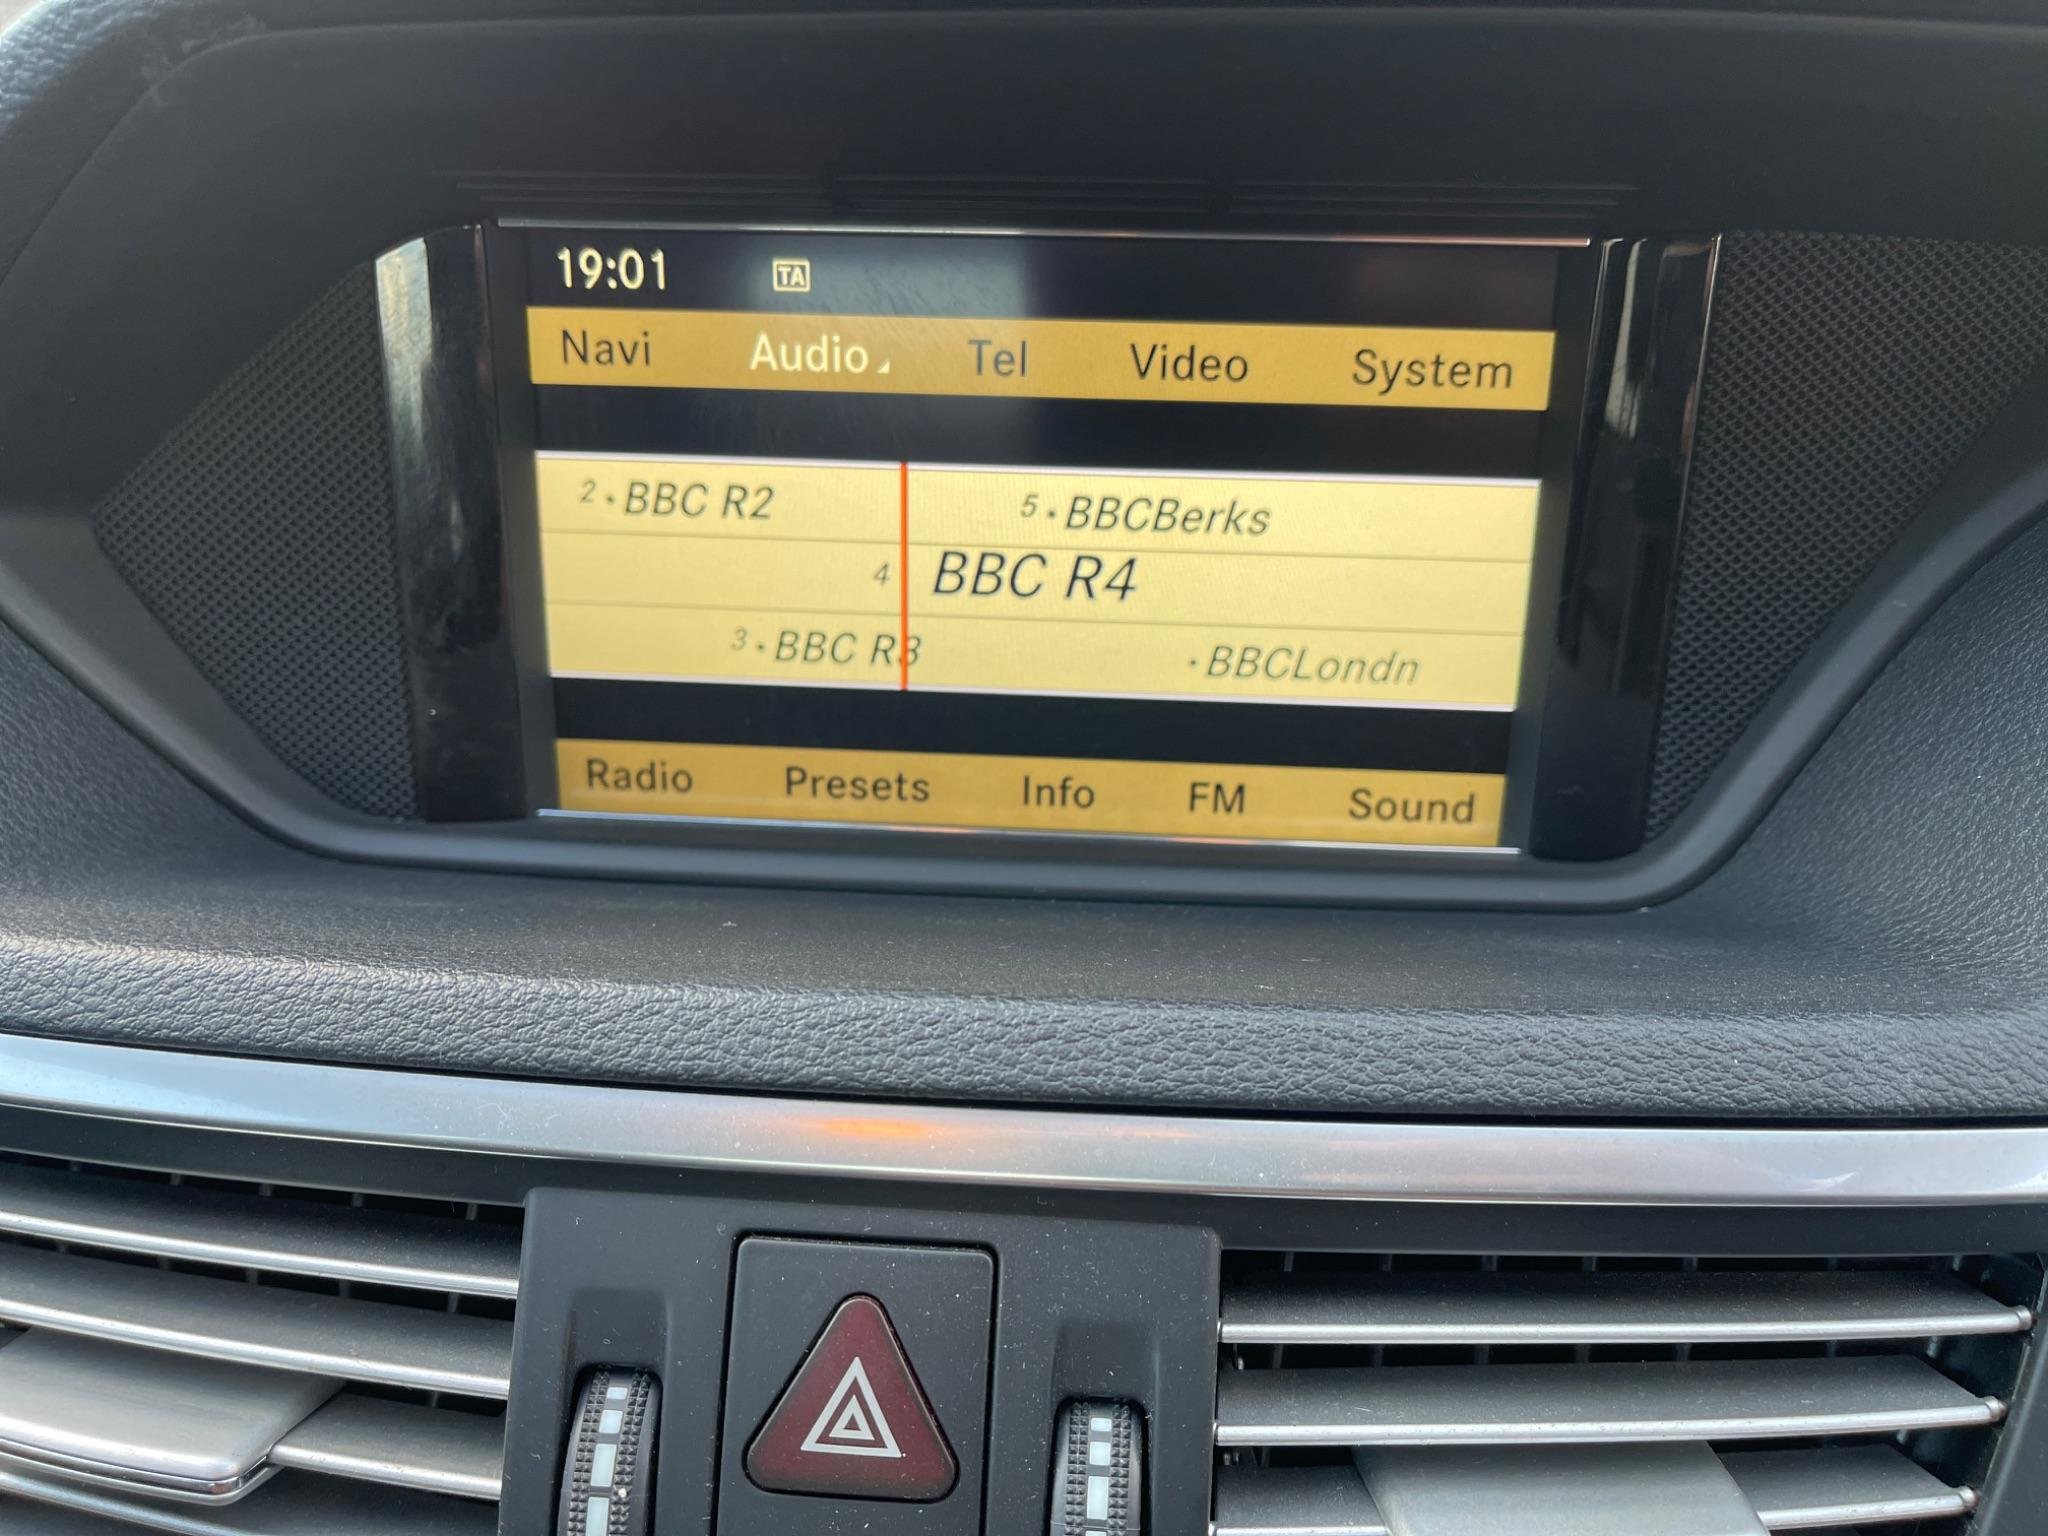 19:01 TA
Navi Audio Tel Video System
2 • BBC R2 5 • BBCBerks
4 BBC R4
3 • BBC R3 • BBCLondn
Radio Presets Info FM Sound